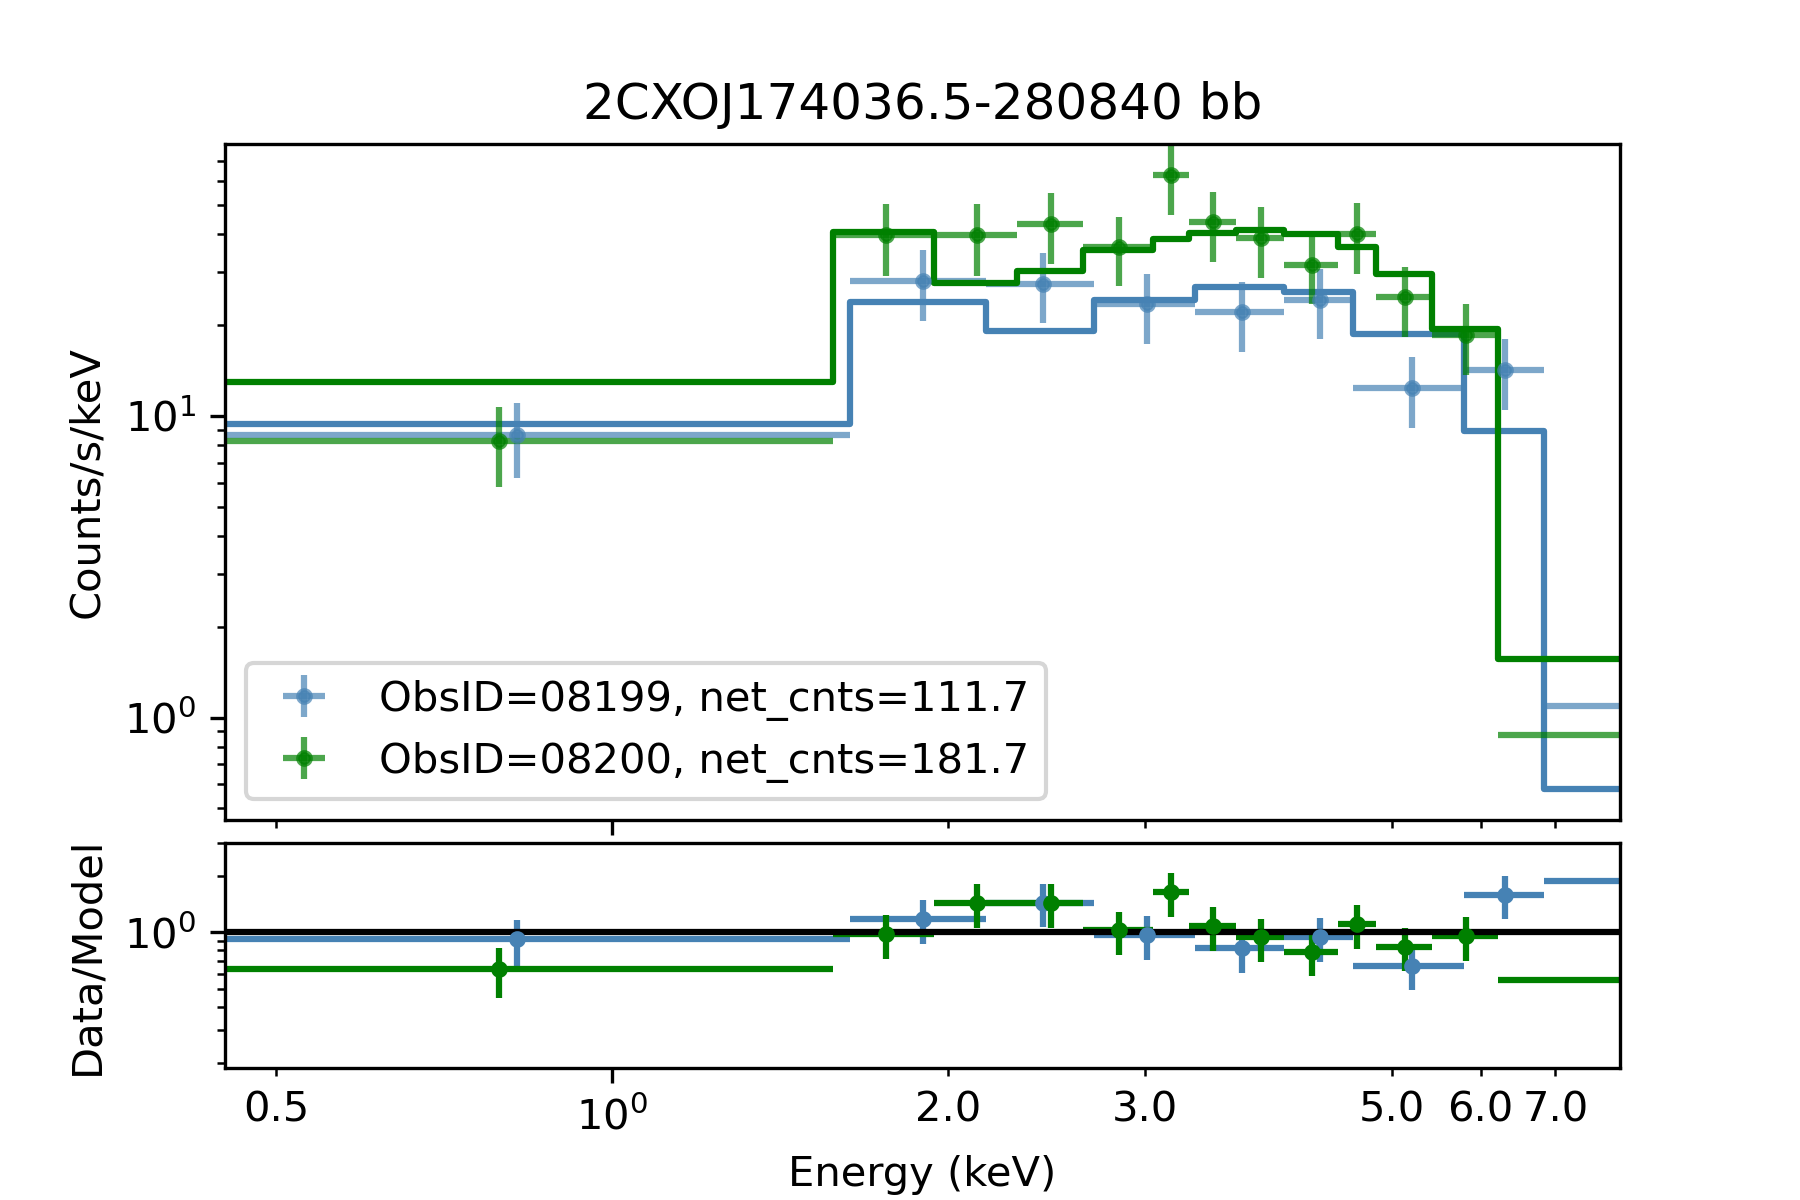 2CXOJ174036.5-280840 bb
Counts/s/keV
10¹
10⁰
ObsID=08199, net_cnts=111.7
ObsID=08200, net_cnts=181.7
Data/Model
10⁰
0.5 10⁰ 2.0 3.0 5.0 6.0 7.0
Energy (keV)